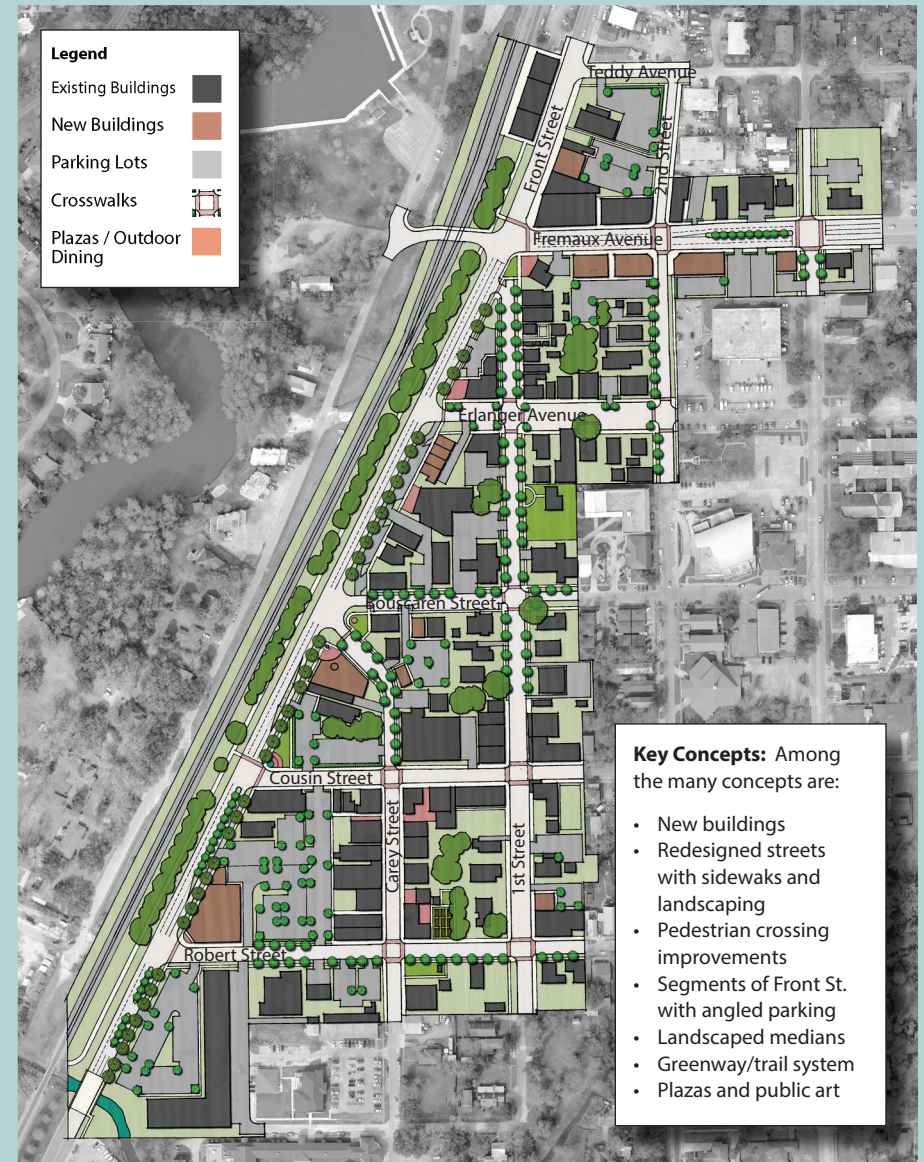 Legend
Existing Buildings
New Buildings
Parking Lots
Crosswalks
Plazas / Outdoor
Dining
Teddy Avenue
Front Street
2nd Street
Fremaux Avenue
Erlanger Avenue
Bouscaren Street
Cousin Street
Carey Street
1st Street
Robert Street
Key Concepts: Among
the many concepts are:
• New buildings
• Redesigned streets
with sidewaks and
landscaping
• Pedestrian crossing
improvements
• Segments of Front St.
with angled parking
• Landscaped medians
• Greenway/trail system
• Plazas and public art